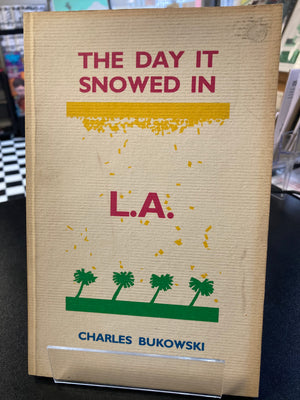 THE DAY IT
SNOWED IN
L.A.
CHARLES BUKOWSKI